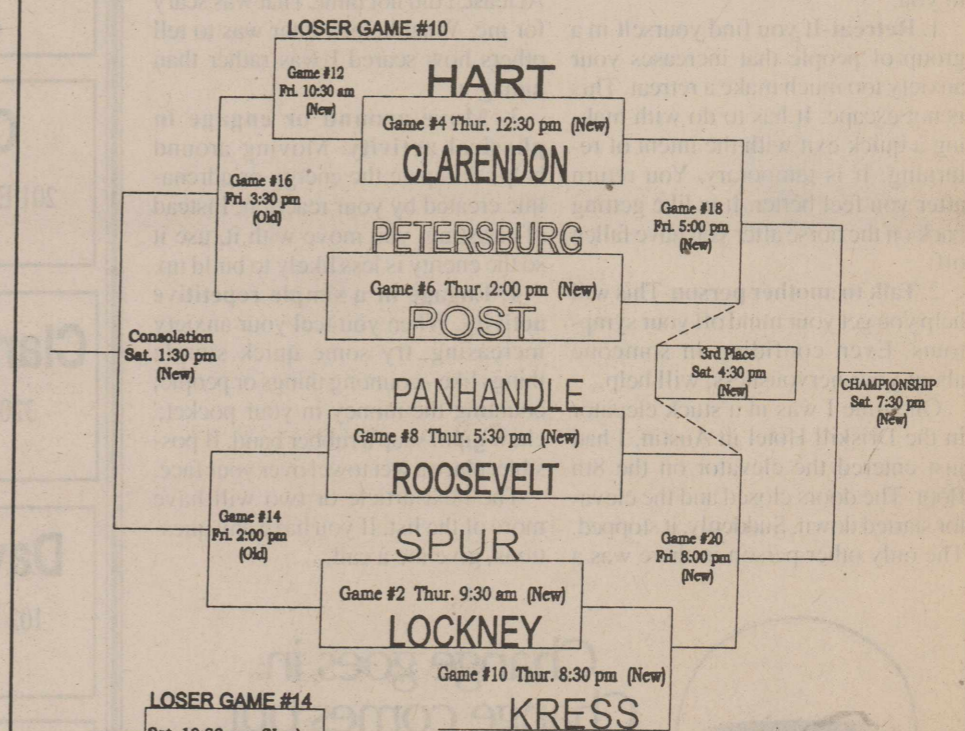 LOSER GAME #10
Game #12
Fri. 10:30 am
(New)
HART
Game #4 Thur. 12:30 pm (New)
CLARENDON
Game #16
Fri. 3:30 pm
(Old)
Game #18
Fri. 5:00 pm
(New)
PETERSBURG
Game #6 Thur. 2:00 pm (New)
POST
Consolation
Sat. 1:30 pm
(New)
3rd Place
Sat. 4:30 pm
(New)
CHAMPIONSHIP
Sat. 7:30 pm
(New)
PANHANDLE
Game #8 Thur. 5:30 pm (New)
ROOSEVELT
Game #14
Fri. 2:00 pm
(Old)
SPUR
Game #20
Fri. 8:00 pm
(New)
Game #2 Thur. 9:30 am (New)
LOCKNEY
Game #10 Thur. 8:30 pm (New)
LOSER GAME #14
KRESS